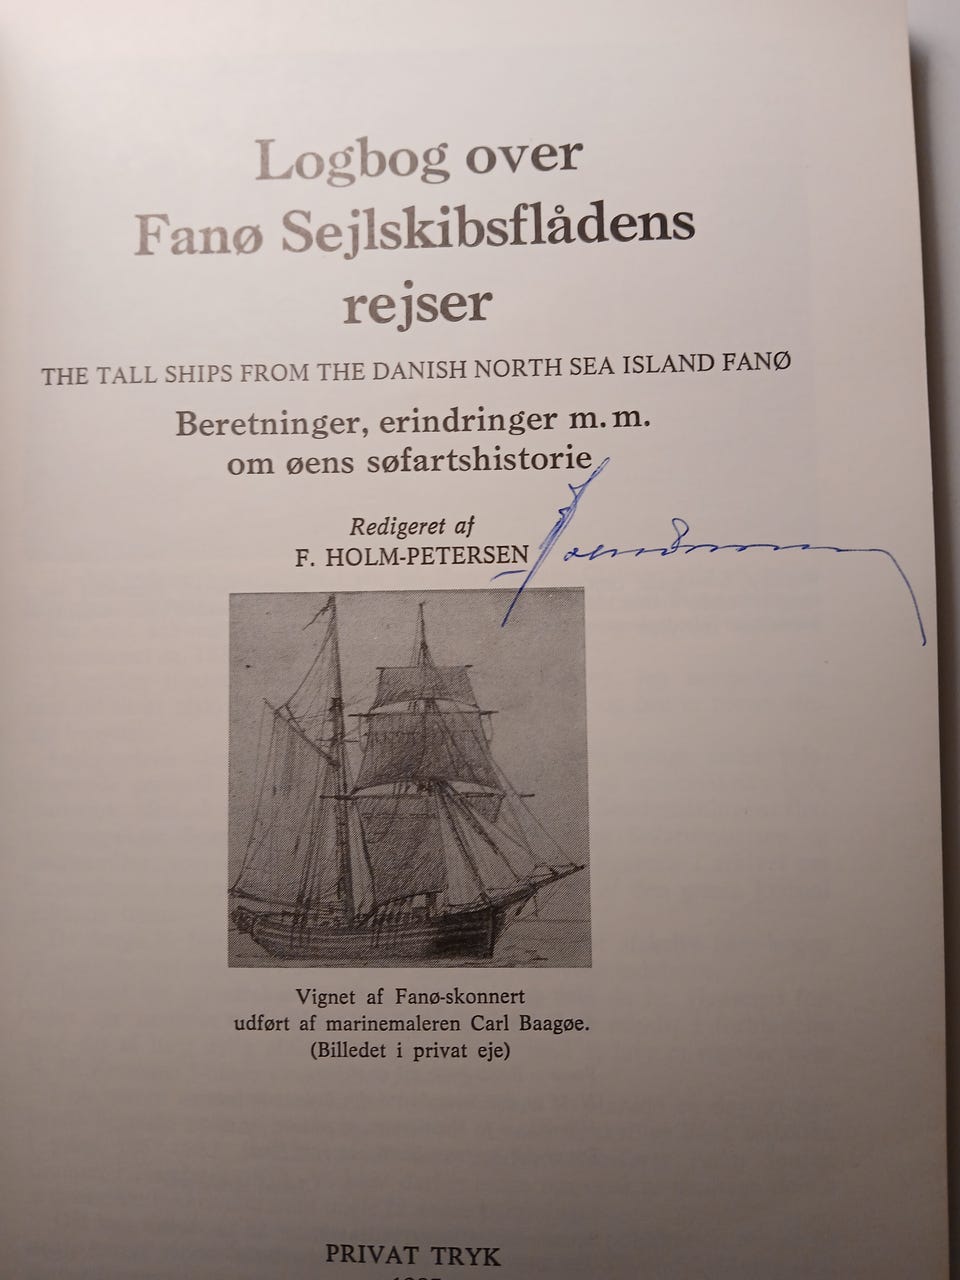 Logbog over
Fanø Sejlskibsflådens
rejser
THE TALL SHIPS FROM THE DANISH NORTH SEA ISLAND FANØ
Beretninger, erindringer m. m.
om øens søfartshistorie
Redigeret af
F. HOLM-PETERSEN
Vignet af Fanø-skonnert
udført af marinemaleren Carl Baagøe.
(Billedet i privat eje)
PRIVAT TRYK